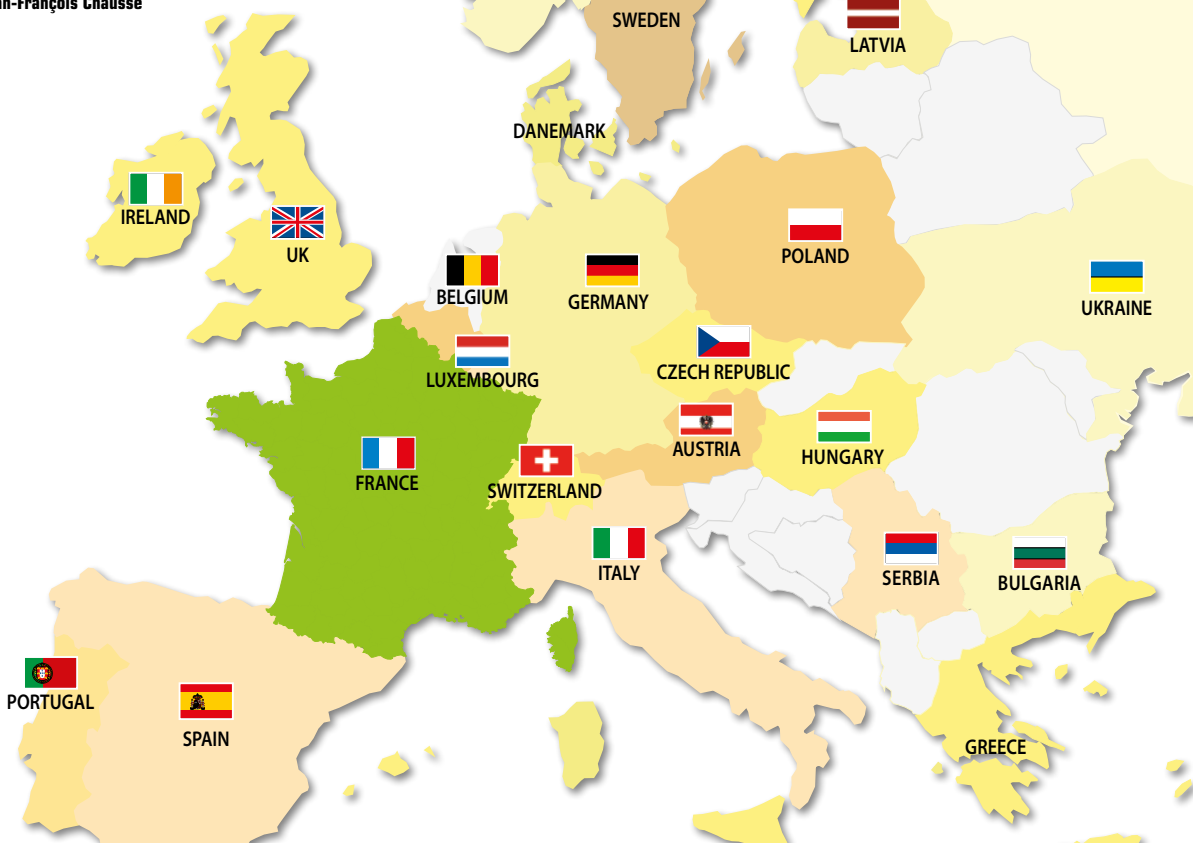 SWEDEN
LATVIA
DANEMARK
IRELAND
UK
POLAND
BELGIUM
GERMANY
UKRAINE
LUXEMBOURG
CZECH REPUBLIC
AUSTRIA
HUNGARY
FRANCE
SWITZERLAND
ITALY
SERBIA
BULGARIA
PORTUGAL
SPAIN
GREECE